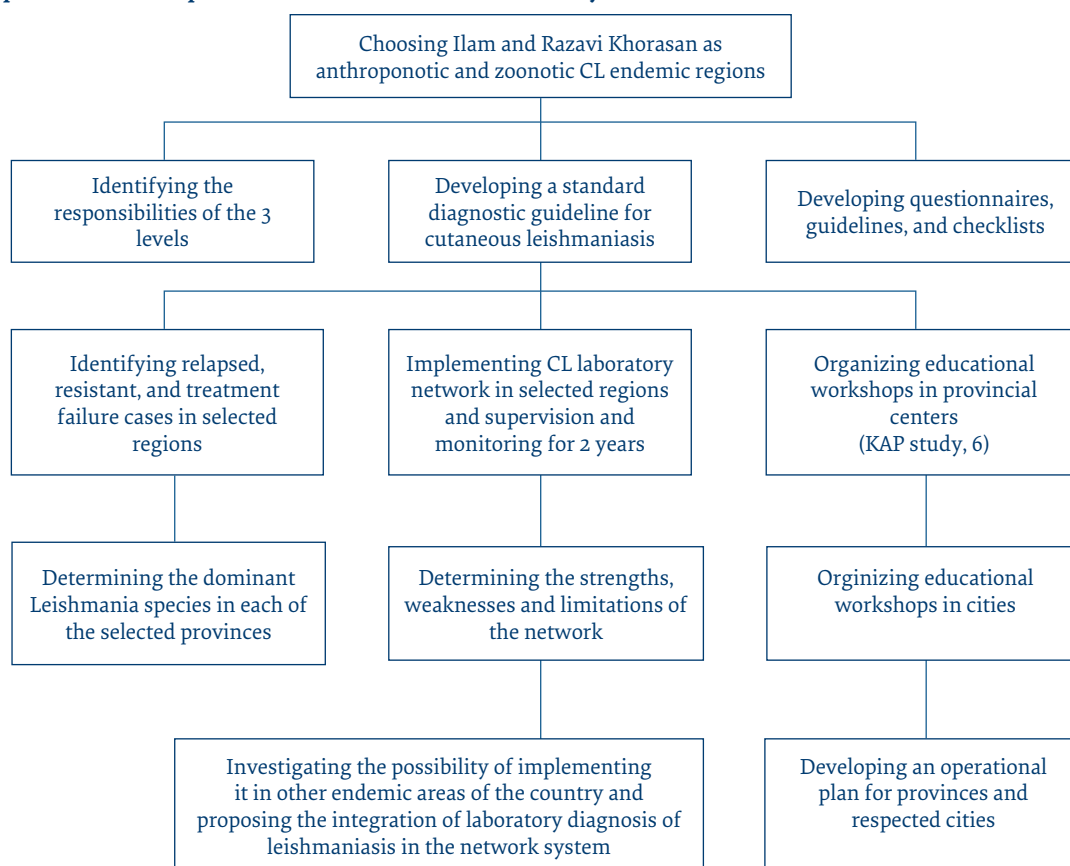 Choosing Ilam and Razavi Khorasan as
anthroponotic and zoonotic CL endemic regions
Identifying the
responsibilities of the 3
levels
Developing a standard
diagnostic guideline for
cutaneous leishmaniasis
Developing questionnaires,
guidelines, and checklists
Identifying relapsed,
resistant, and treatment
failure cases in selected
regions
Implementing CL laboratory
network in selected regions
and supervision and
monitoring for 2 years
Organizing educational
workshops in provincial
centers
(KAP study, 6)
Determining the dominant
Leishmania species in each of
the selected provinces
Determining the strengths,
weaknesses and limitations of
the network
Orginizing educational
workshops in cities
Investigating the possibility of implementing
it in other endemic areas of the country and
proposing the integration of laboratory diagnosis of
leishmaniasis in the network system
Developing an operational
plan for provinces and
respected cities